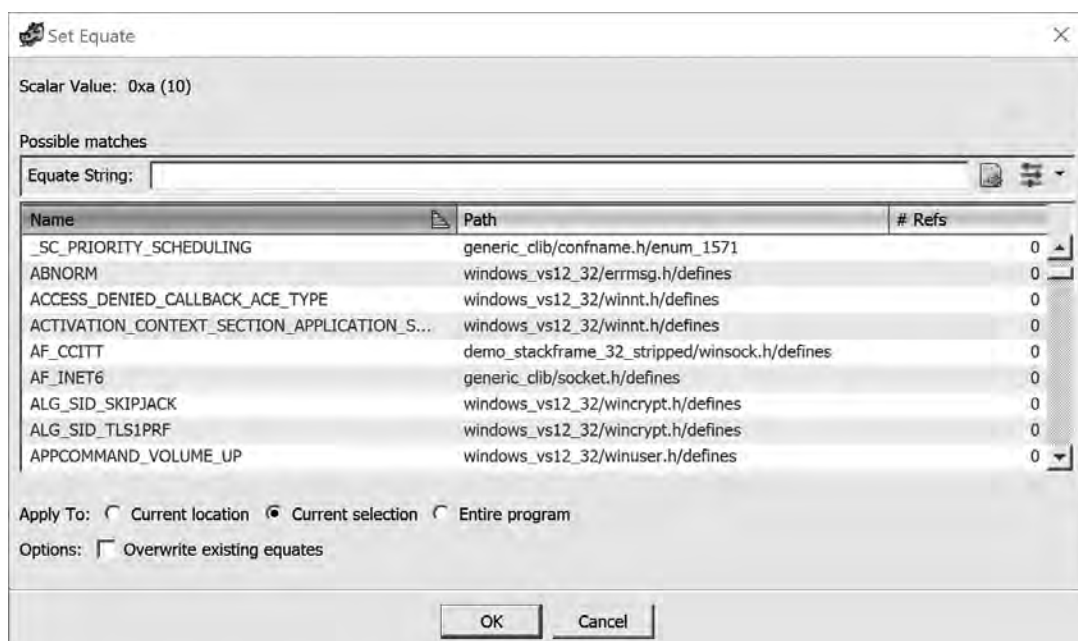 Set Equate
Scalar Value: 0xa (10)
Possible matches
Equate String:
Name Path # Refs
_SC_PRIORITY_SCHEDULING generic_clib/confname.h/enum_1571 0
ABNORM windows_vs12_32/errmsg.h/defines 0
ACCESS_DENIED_CALLBACK_ACE_TYPE windows_vs12_32/winnt.h/defines 0
ACTIVATION_CONTEXT_SECTION_APPLICATION_S... windows_vs12_32/winnt.h/defines 0
AF_CCITT demo_stackframe_32_stripped/winsock.h/defines 0
AF_INET6 generic_clib/socket.h/defines 0
ALG_SID_SKIPJACK windows_vs12_32/wincrypt.h/defines 0
ALG_SID_TLS1PRF windows_vs12_32/wincrypt.h/defines 0
APPCOMMAND_VOLUME_UP windows_vs12_32/winuser.h/defines 0
Apply To: Current location Current selection Entire program
Options: Overwrite existing equates
OK Cancel